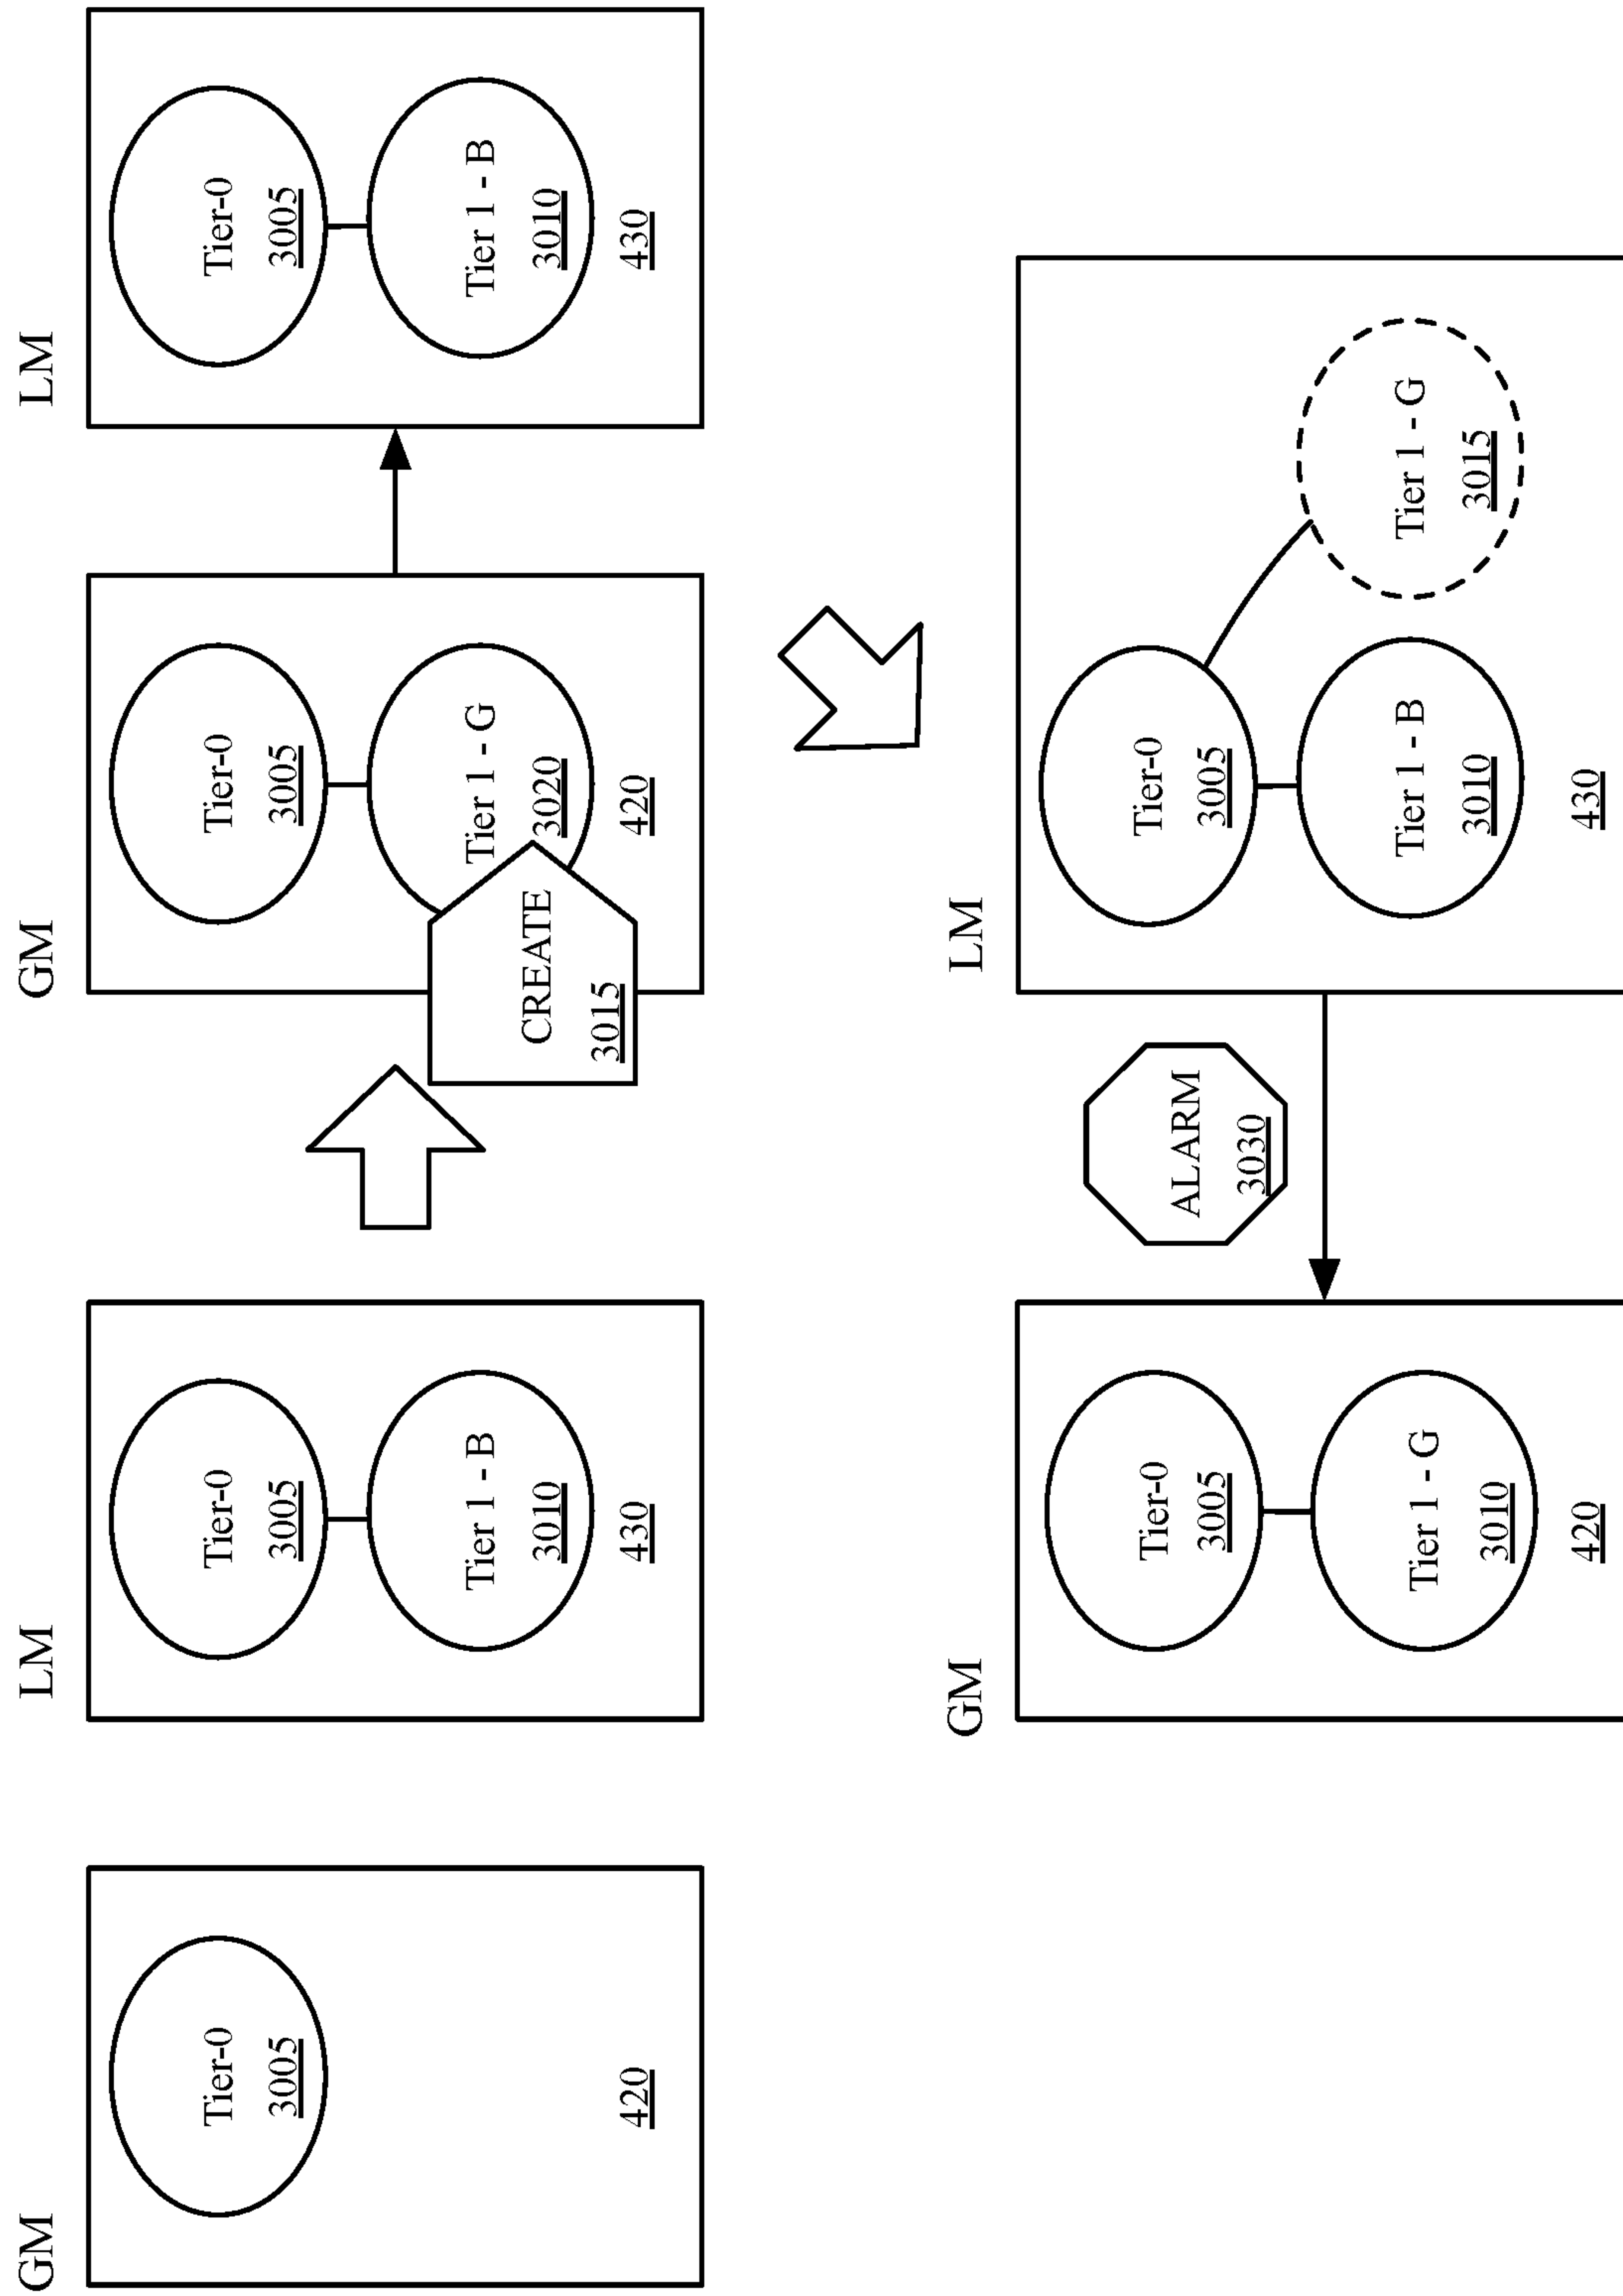 GM
Tier-0
3005
420
LM
Tier-0
3005
Tier 1 - B
3010
430
GM
Tier-0
3005
Tier 1 - G
3020
420
CREATE
3015
LM
Tier-0
3005
Tier 1 - B
3010
430
GM
Tier-0
3005
Tier 1 - G
3010
420
ALARM
3030
LM
Tier-0
3005
Tier 1 - B
3010
Tier 1 - G
3015
430